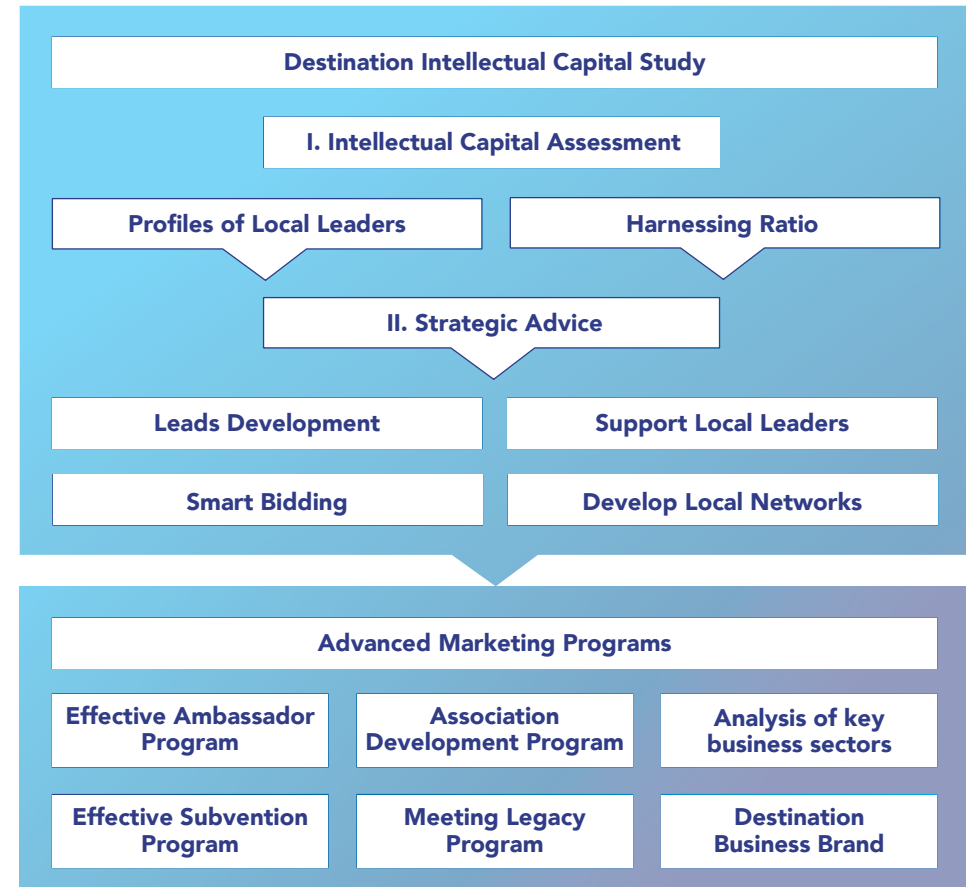 Destination Intellectual Capital Study
I. Intellectual Capital Assessment
Profiles of Local Leaders
Harnessing Ratio
II. Strategic Advice
Leads Development
Support Local Leaders
Smart Bidding
Develop Local Networks
Advanced Marketing Programs
Effective Ambassador
Program
Association
Development Program
Analysis of key
business sectors
Effective Subvention
Program
Meeting Legacy
Program
Destination
Business Brand